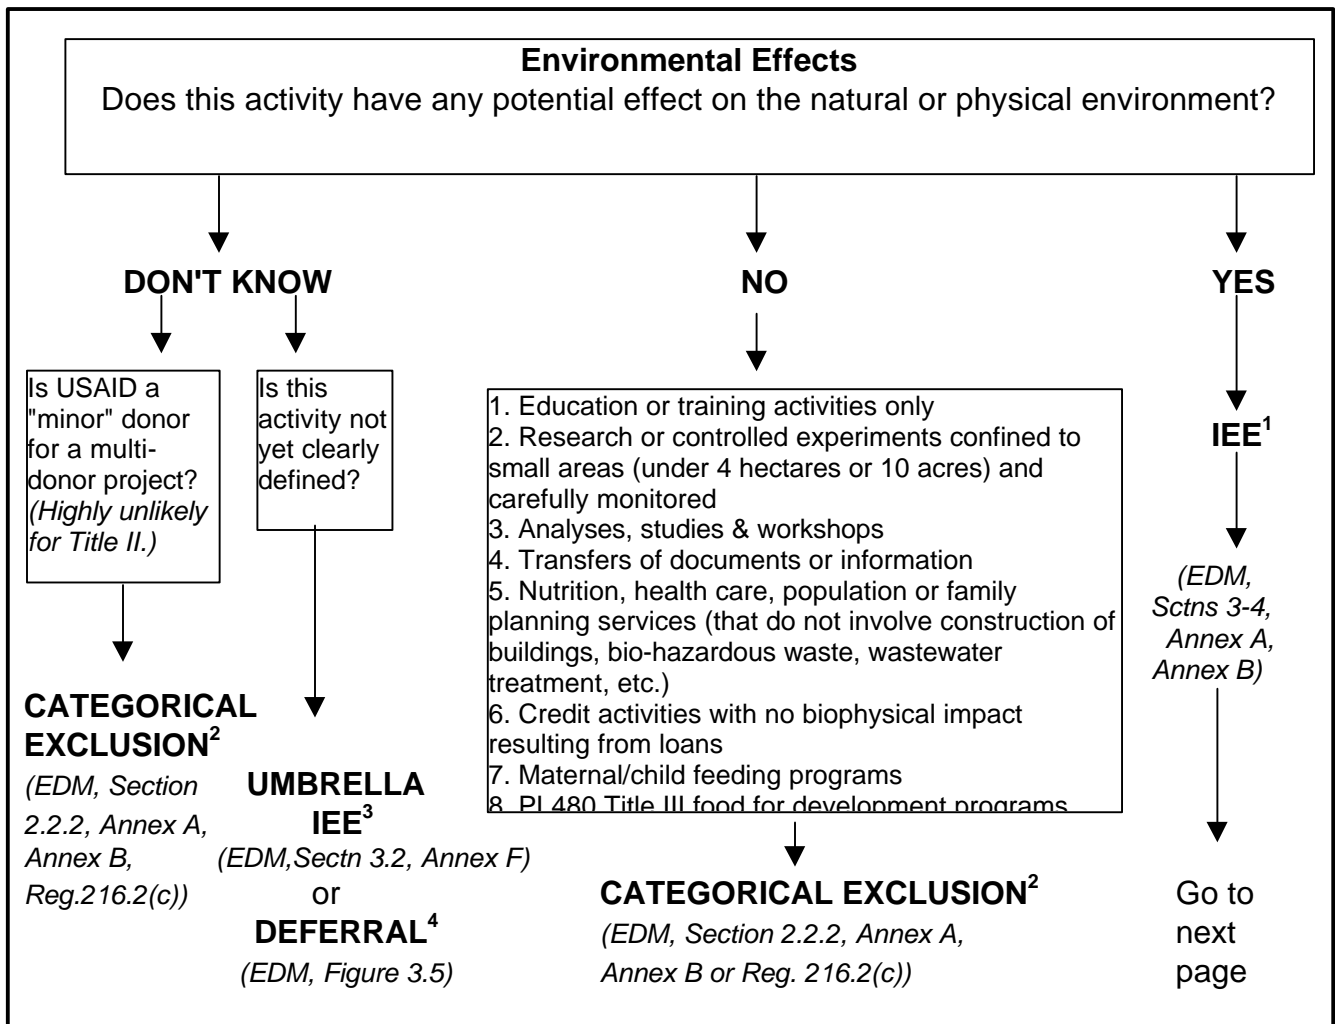 Environmental Effects
Does this activity have any potential effect on the natural or physical environment?
DON'T KNOW
NO
YES
Is USAID a
"minor" donor
for a multi-
donor project?
(Highly unlikely
for Title II.)
Is this
activity not
yet clearly
defined?
1. Education or training activities only
2. Research or controlled experiments confined to
small areas (under 4 hectares or 10 acres) and
carefully monitored
3. Analyses, studies & workshops
4. Transfers of documents or information
5. Nutrition, health care, population or family
planning services (that do not involve construction of
buildings, bio-hazardous waste, wastewater
treatment, etc.)
6. Credit activities with no biophysical impact
resulting from loans
7. Maternal/child feeding programs
8. PL480 Title III food for development programs
IEE¹
(EDM,
Sctns 3-4,
Annex A,
Annex B)
CATEGORICAL
EXCLUSION²
(EDM, Section
2.2.2, Annex A,
Annex B,
Reg.216.2(c))
UMBRELLA
IEE³
(EDM,Sectn 3.2, Annex F)
or
DEFERRAL⁴
(EDM, Figure 3.5)
CATEGORICAL EXCLUSION²
(EDM, Section 2.2.2, Annex A,
Annex B or Reg. 216.2(c))
Go to
next
page